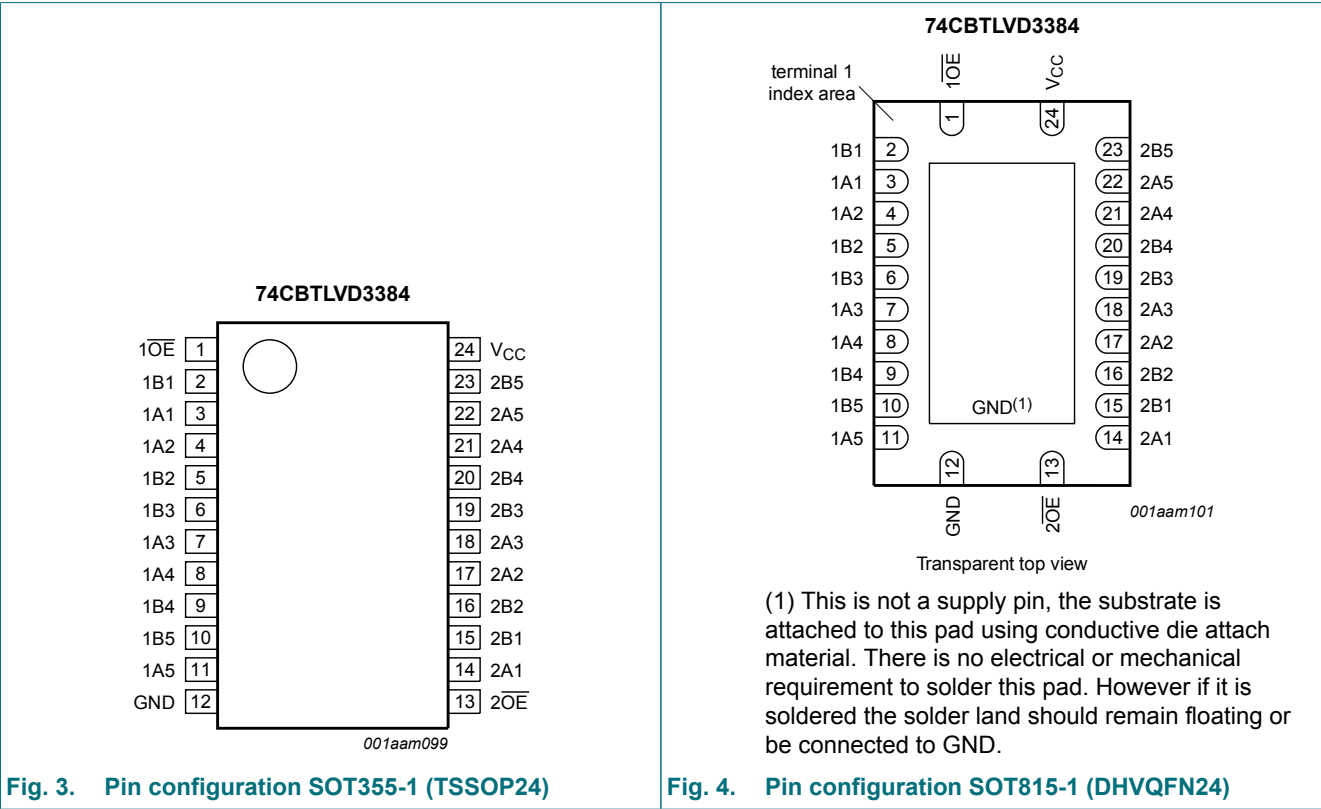 74CBTLVD3384
1OE 1
1B1 2
1A1 3
1A2 4
1B2 5
1B3 6
1A3 7
1A4 8
1B4 9
1B5 10
1A5 11
GND 12
24 VCC
23 2B5
22 2A5
21 2A4
20 2B4
19 2B3
18 2A3
17 2A2
16 2B2
15 2B1
14 2A1
13 2OE
001aam099
Fig. 3. Pin configuration SOT355-1 (TSSOP24)
74CBTLVD3384
terminal 1
index area
1OE
VCC
1
24
1B1 2
1A1 3
1A2 4
1B2 5
1B3 6
1A3 7
1A4 8
1B4 9
1B5 10
1A5 11
23 2B5
22 2A5
21 2A4
20 2B4
19 2B3
18 2A3
17 2A2
16 2B2
15 2B1
14 2A1
GND(1)
12
13
GND
2OE
001aam101
Transparent top view
(1) This is not a supply pin, the substrate is
attached to this pad using conductive die attach
material. There is no electrical or mechanical
requirement to solder this pad. However if it is
soldered the solder land should remain floating or
be connected to GND.
Fig. 4. Pin configuration SOT815-1 (DHVQFN24)